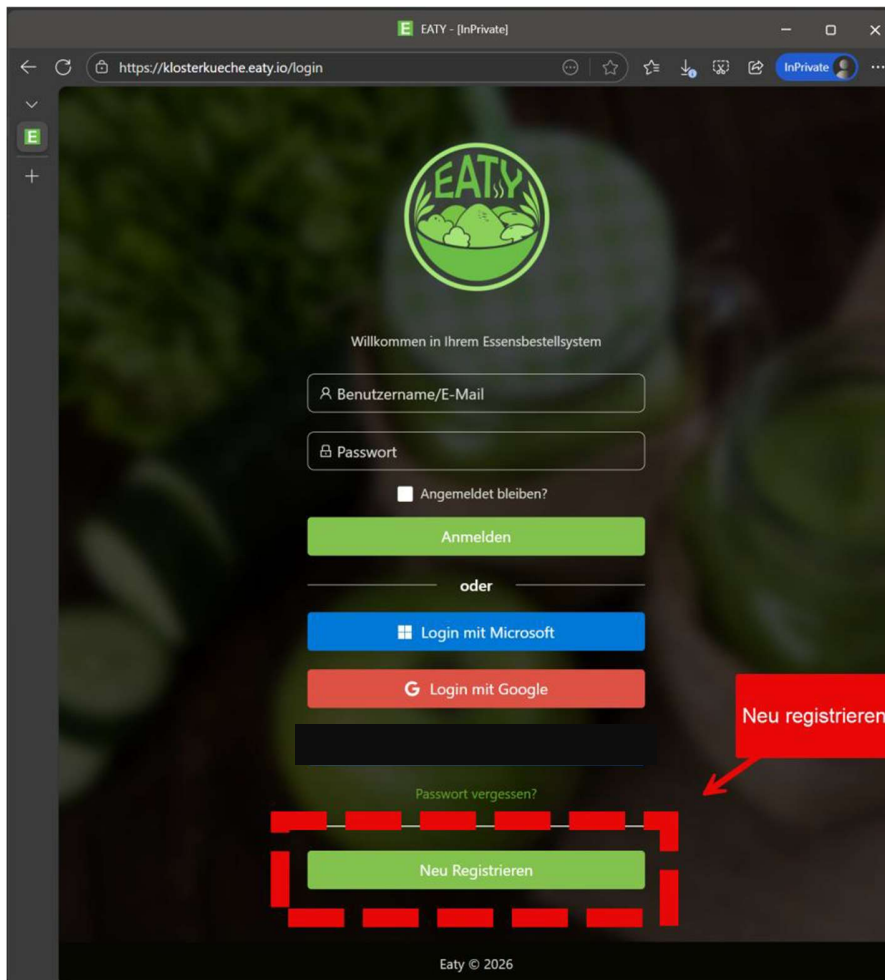 E EATY - [InPrivate]
https://klosterkueche.eaty.io/login
InPrivate
E
EATY
Willkommen in Ihrem Essensbestellsystem
Benutzername/E-Mail
Passwort
Angemeldet bleiben?
Anmelden
oder
Login mit Microsoft
G Login mit Google
Neu registrieren
Passwort vergessen?
Neu Registrieren
Eaty © 2026